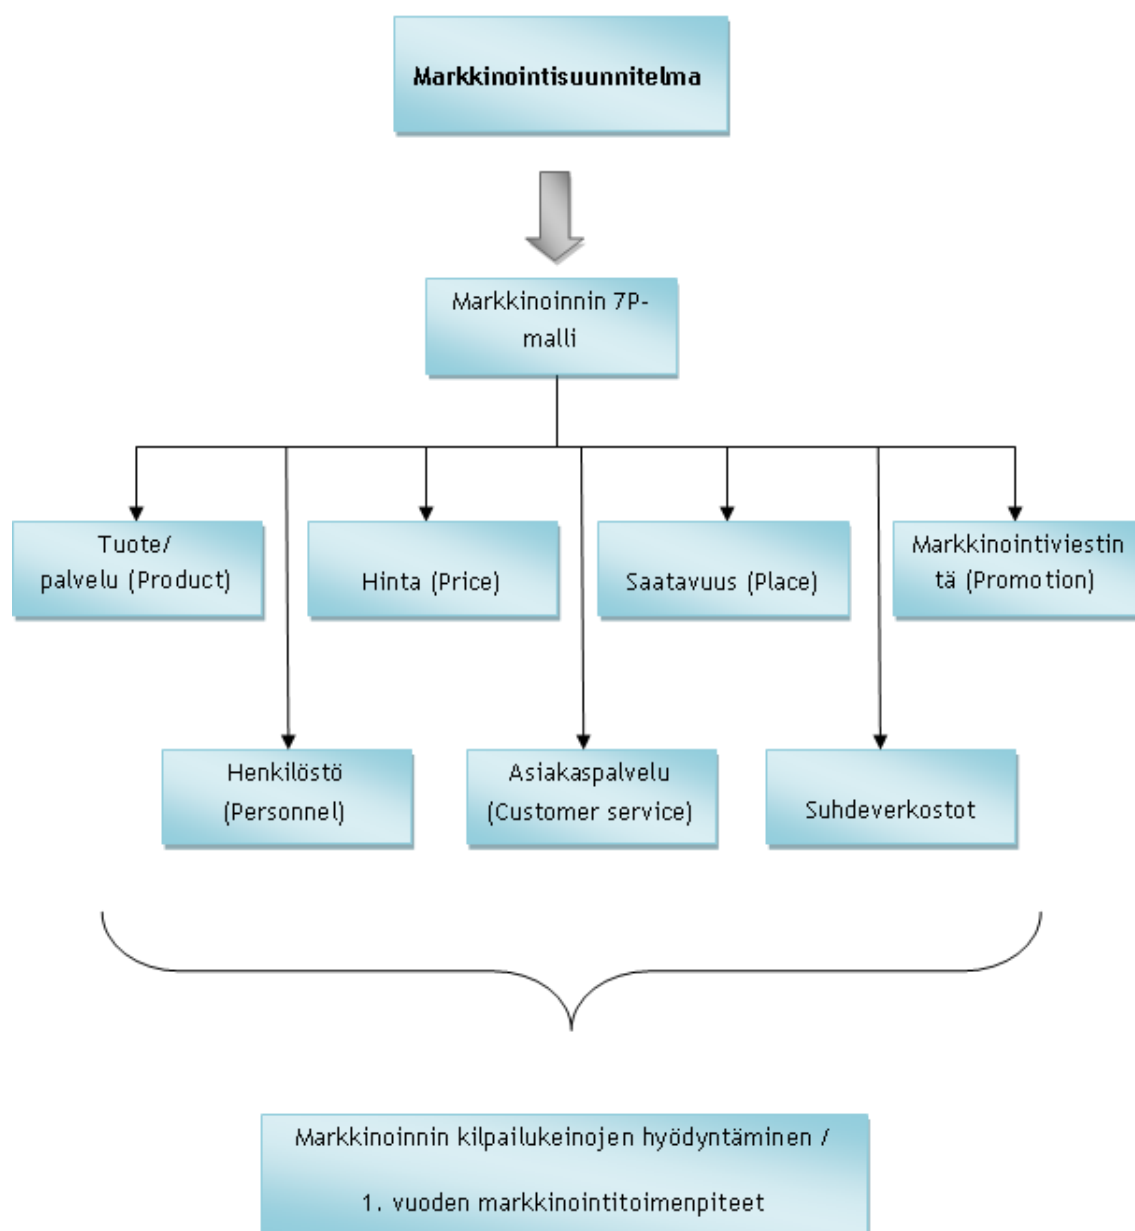 Markkinointisuunnitelma
Markkinoinnin 7P-
malli
Tuote/
palvelu (Product)
Hinta (Price)
Saatavuus (Place)
Markkinointiviestin
tä (Promotion)
Henkilöstö
(Personnel)
Asiakaspalvelu
(Customer service)
Suhdeverkostot
Markkinoinnin kilpailukeinojen hyödyntäminen /
1. vuoden markkinointitoimenpiteet